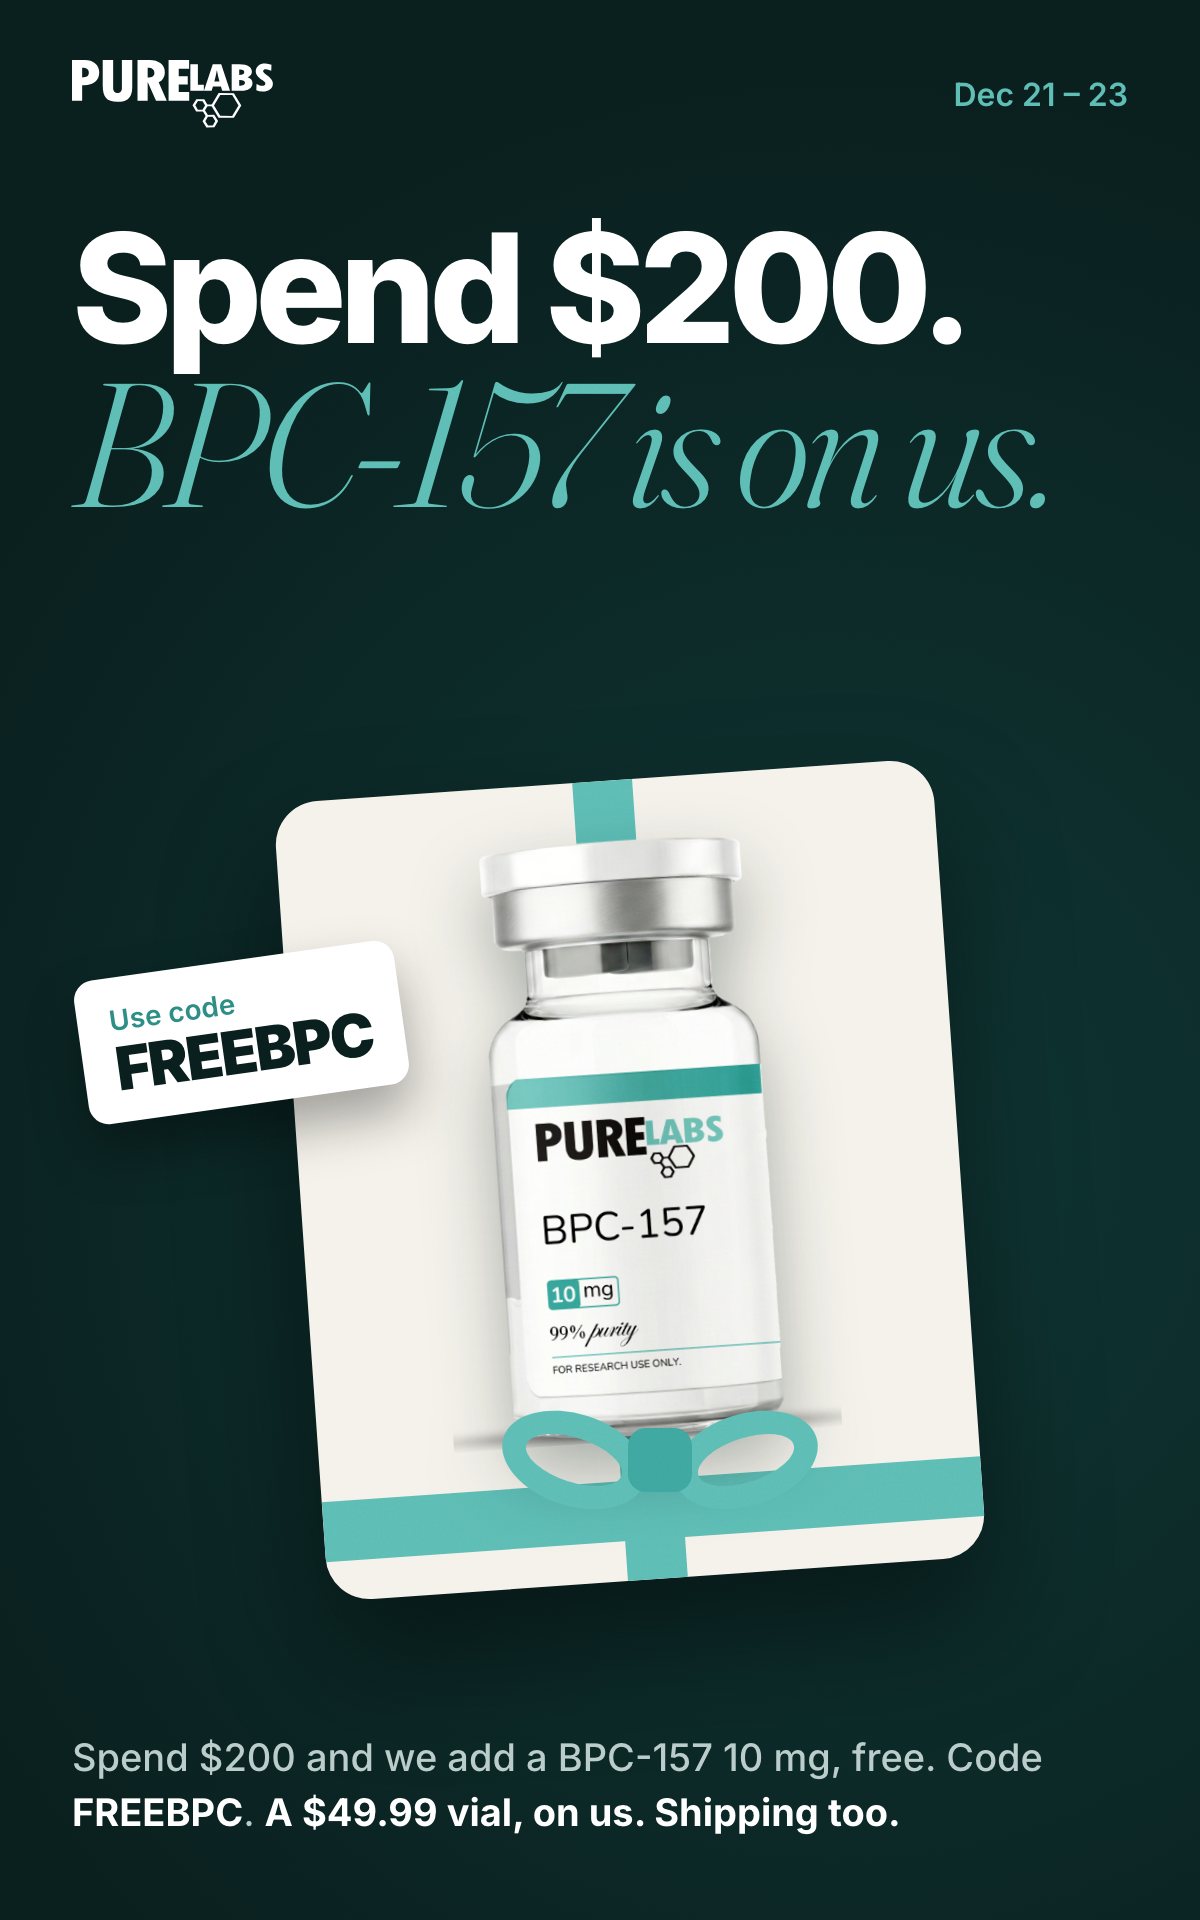 PURELABS
Dec 21 – 23
Spend $200.
BPC-157 is on us.
Use code
FREEBPC
PURELABS
BPC-157
10 mg
99% purity
FOR RESEARCH USE ONLY.
Spend $200 and we add a BPC-157 10 mg, free. Code
FREEBPC. A $49.99 vial, on us. Shipping too.